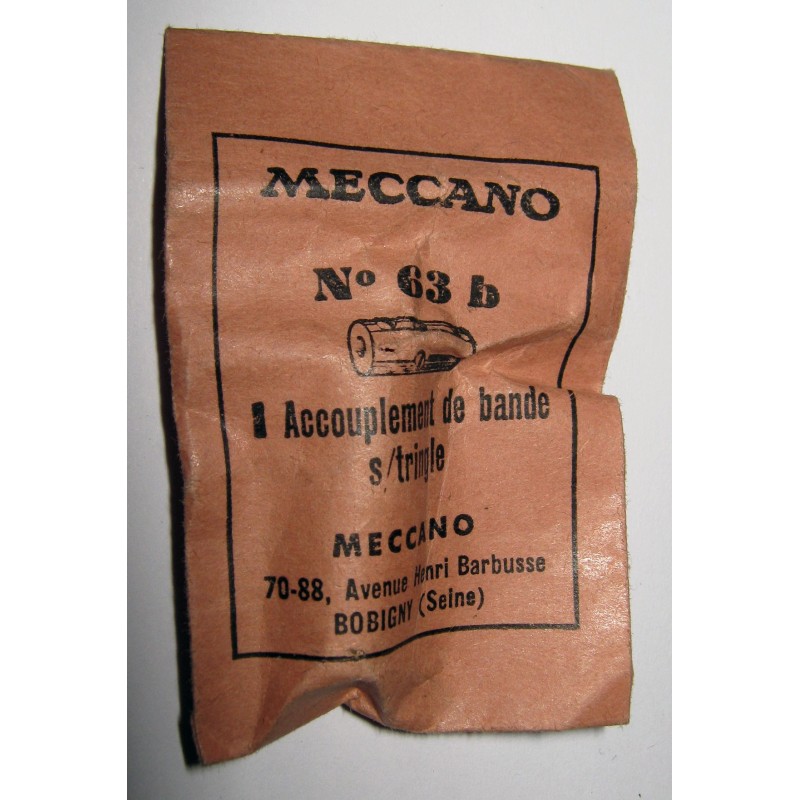 MECCANO
Nº 63 b
1 Accouplement de bande
s/tringle
MECCANO
70-88, Avenue Henri Barbusse
BOBIGNY (Seine)